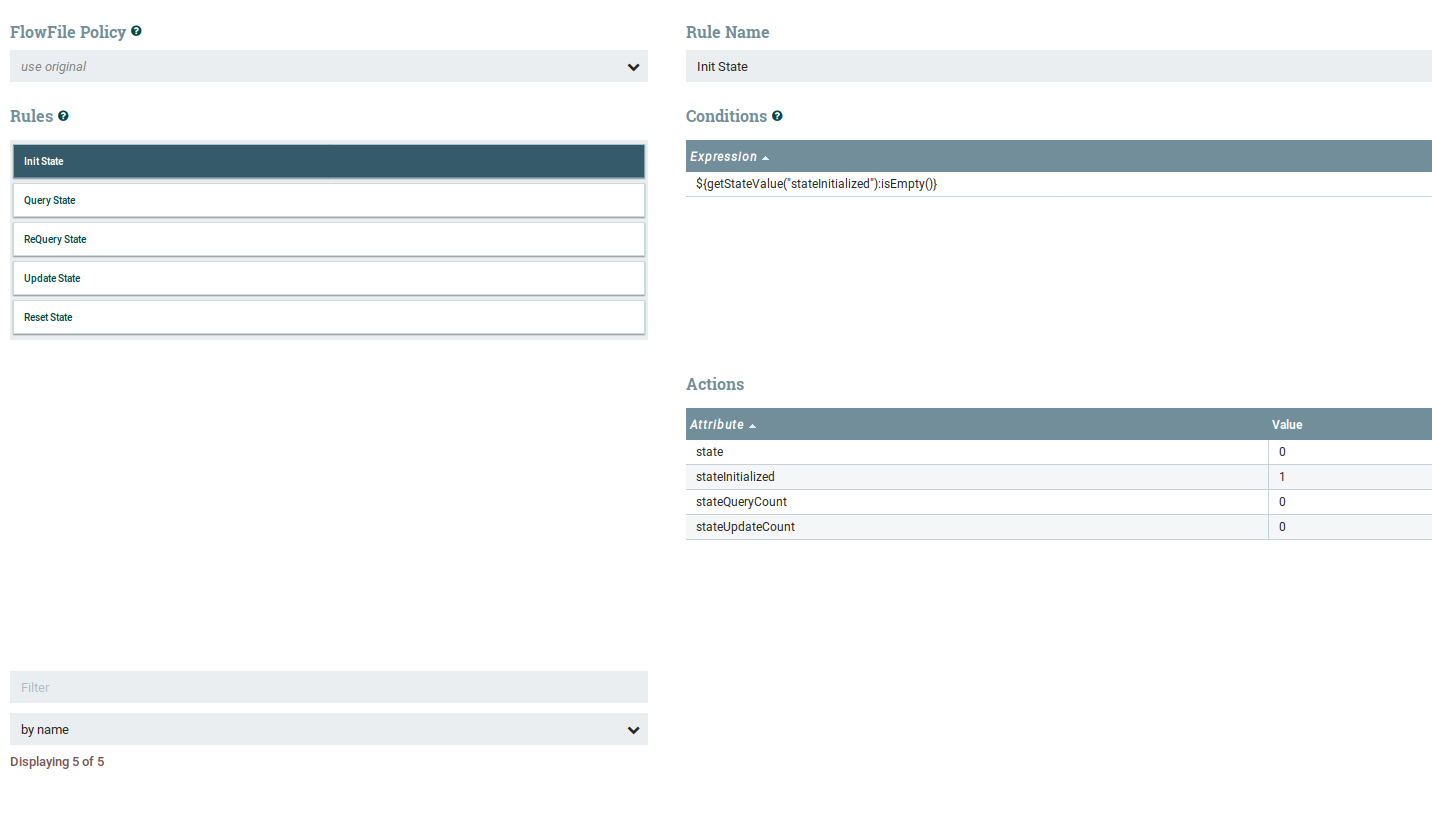 FlowFile Policy
use original
Rules
Init State
Query State
ReQuery State
Update State
Reset State
Filter
by name
Displaying 5 of 5
Rule Name
Init State
Conditions
Expression
${getStateValue("stateInitialized"):isEmpty()}
Actions
Attribute Value
state 0
stateInitialized 1
stateQueryCount 0
stateUpdateCount 0